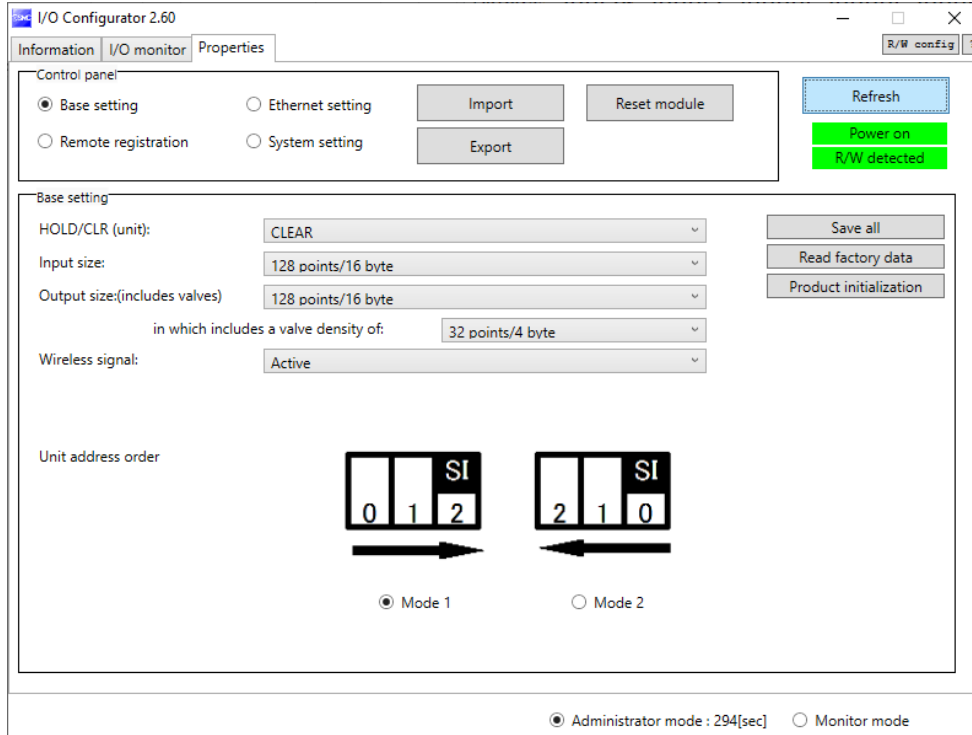 I/O Configurator 2.60
Information I/O monitor Properties
R/W config
Control panel
Base setting Ethernet setting Import Reset module Refresh
Remote registration System setting Export Power on
R/W detected
Base setting
HOLD/CLR (unit): CLEAR Save all
Input size: 128 points/16 byte Read factory data
Output size:(includes valves) 128 points/16 byte Product initialization
in which includes a valve density of: 32 points/4 byte
Wireless signal: Active
Unit address order
SI SI
0 1 2 2 1 0
Mode 1 Mode 2
Administrator mode : 294[sec] Monitor mode